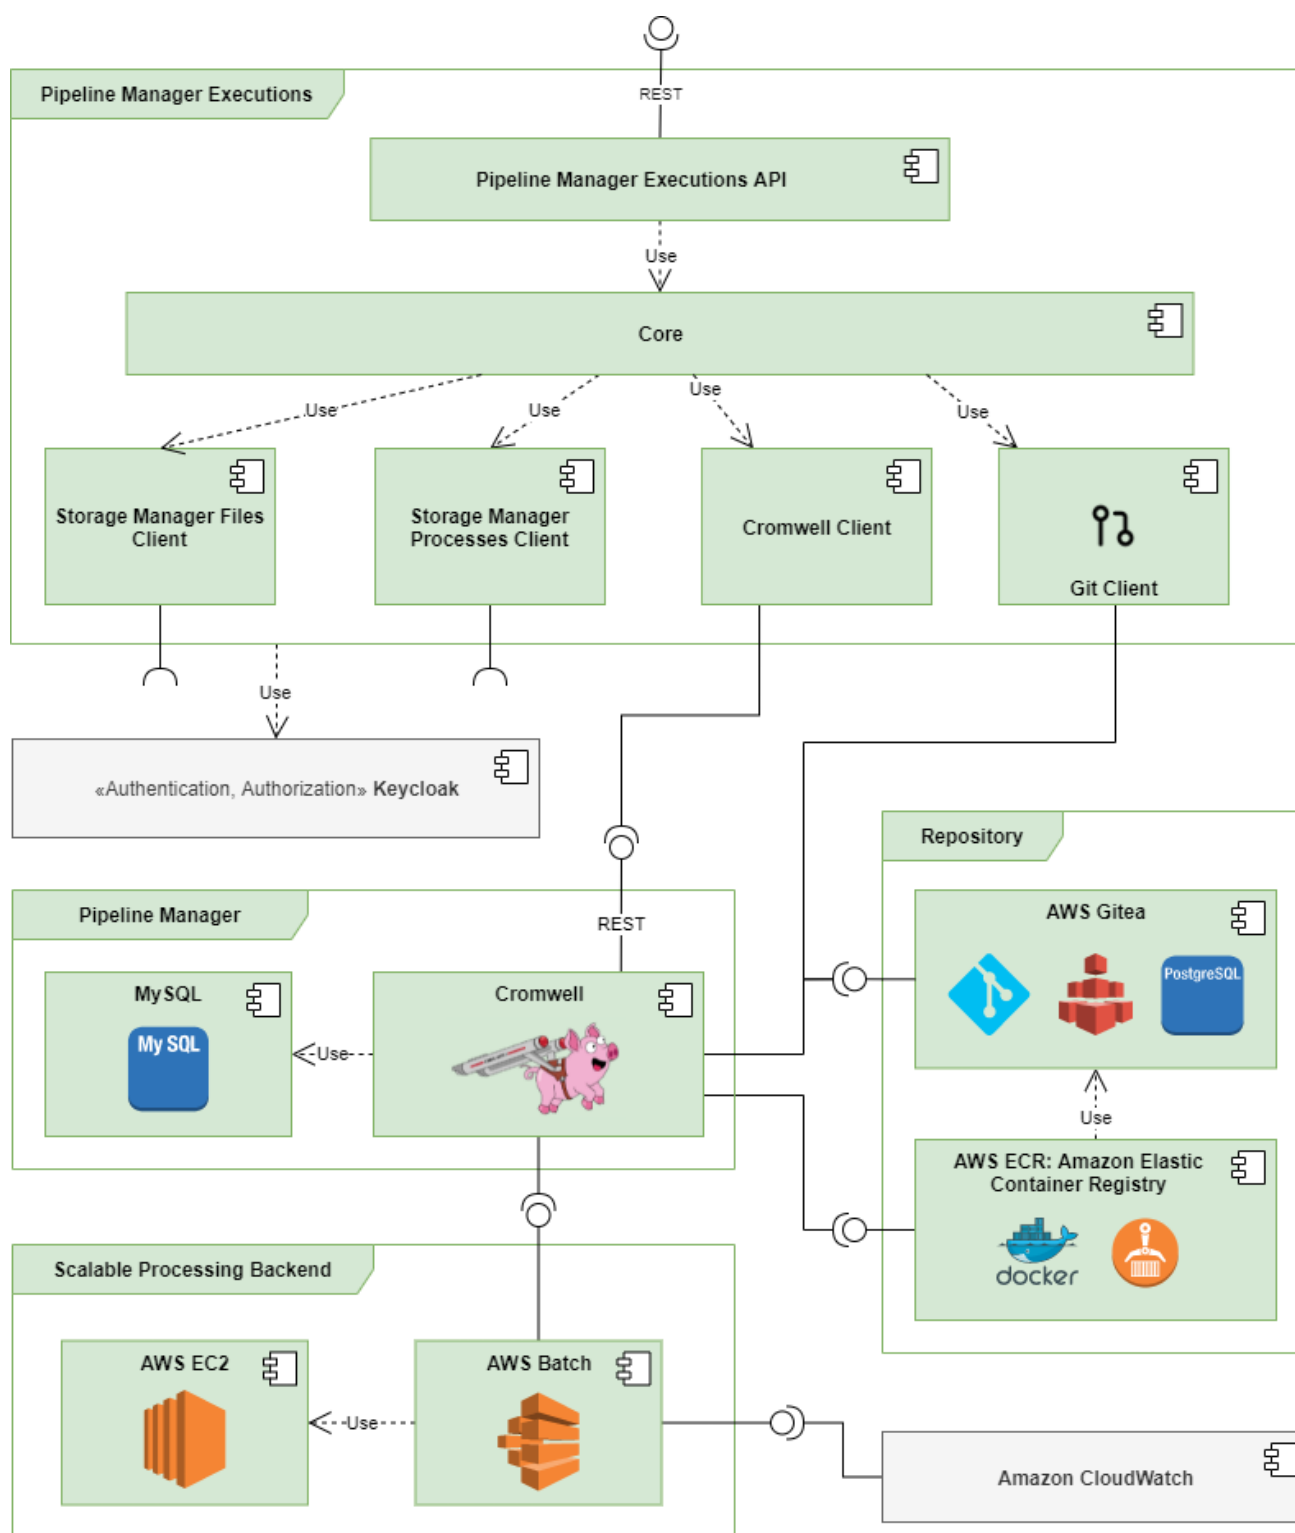 REST
Pipeline Manager Executions
Pipeline Manager Executions API
Use
Core
Use
Use
Use
Use
Storage Manager Files
Client
Storage Manager
Processes Client
Cromwell Client
Git Client
Use
«Authentication, Authorization» Keycloak
Repository
Pipeline Manager
REST
AWS Gitea
PostgreSQL
MySQL
My SQL
Use
Cromwell
Use
AWS ECR: Amazon Elastic
Container Registry
docker
Scalable Processing Backend
AWS EC2
Use
AWS Batch
Amazon CloudWatch